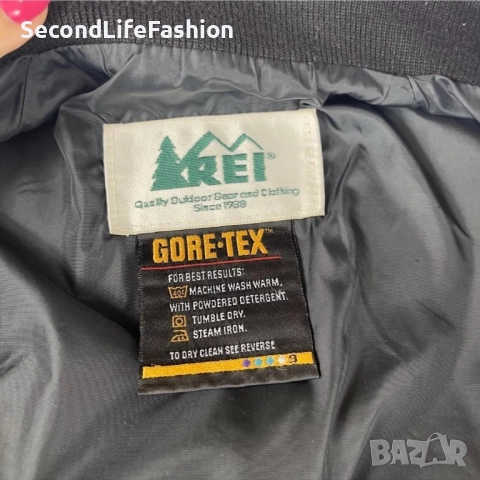 SecondLifeFashion
REI®
Quality Outdoor Gear and Clothing
Since 1938
GORE-TEX™
FOR BEST RESULTS:
MACHINE WASH WARM,
WITH POWDERED DETERGENT.
TUMBLE DRY.
STEAM IRON.
TO DRY CLEAN SEE REVERSE
BAZAR